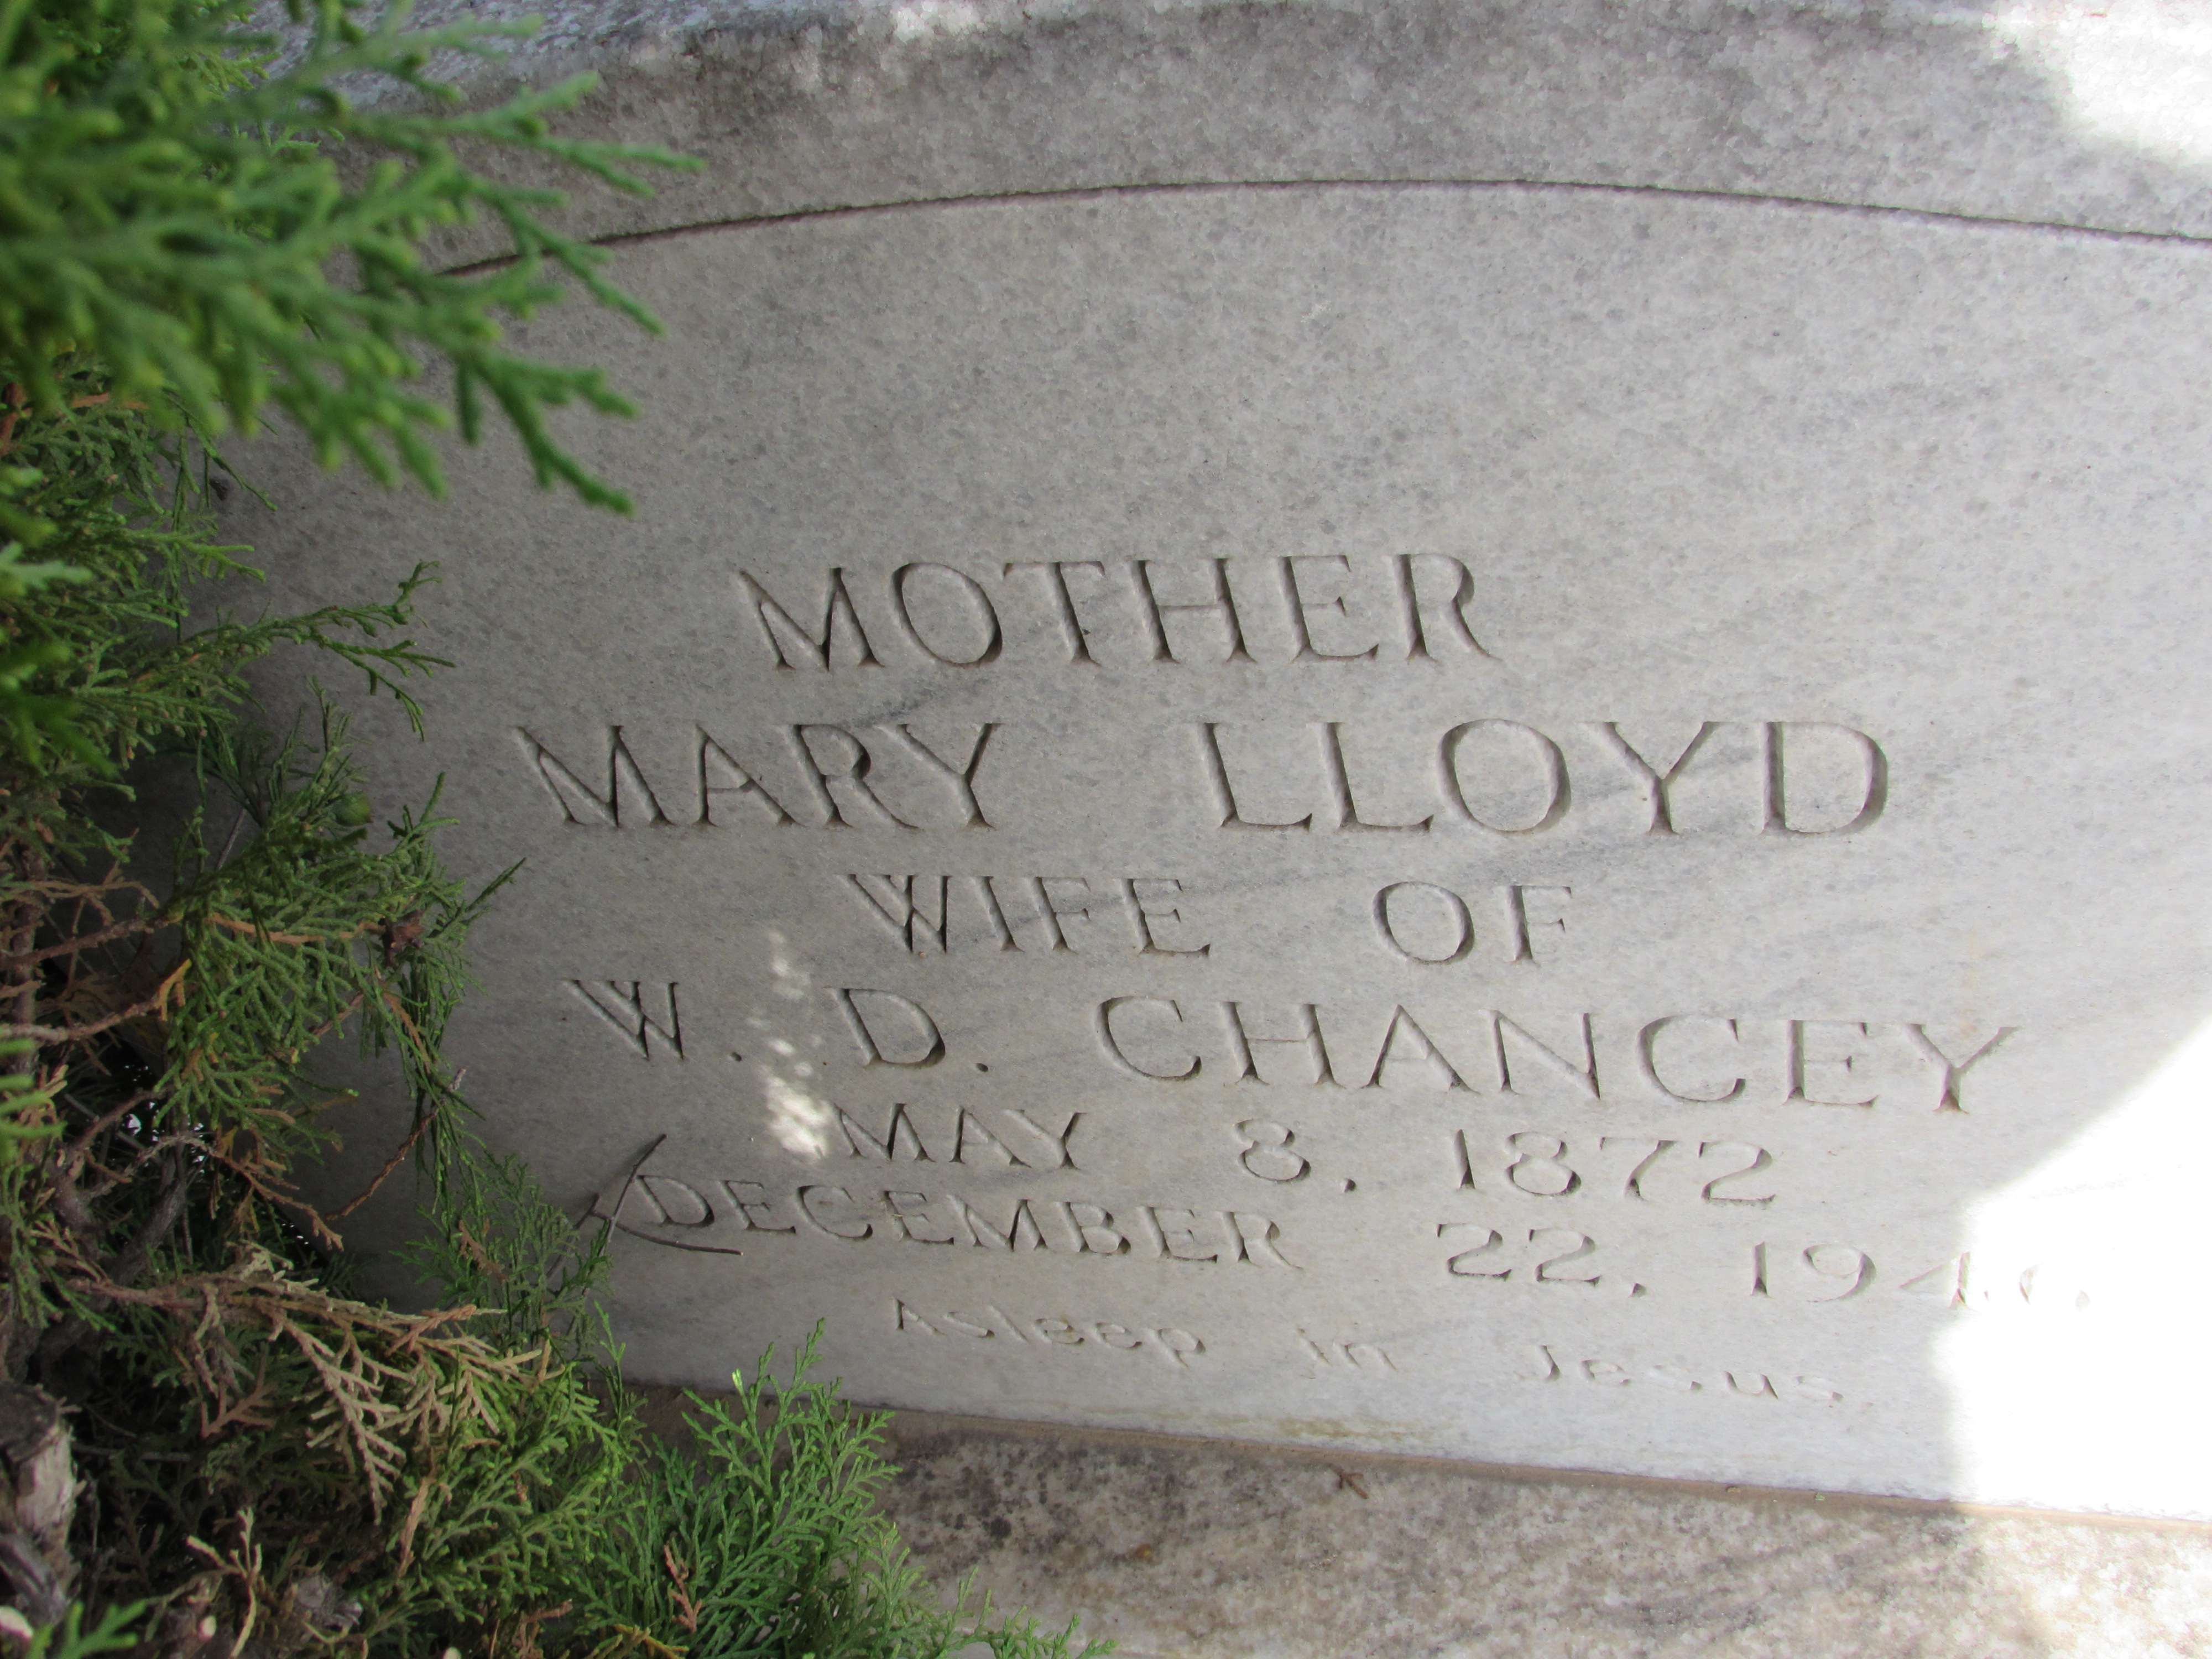 MOTHER
MARY LLOYD
WIFE OF
W. D. CHANCEY
MAY 8, 1872
DECEMBER 22,
Asleep in Jesus